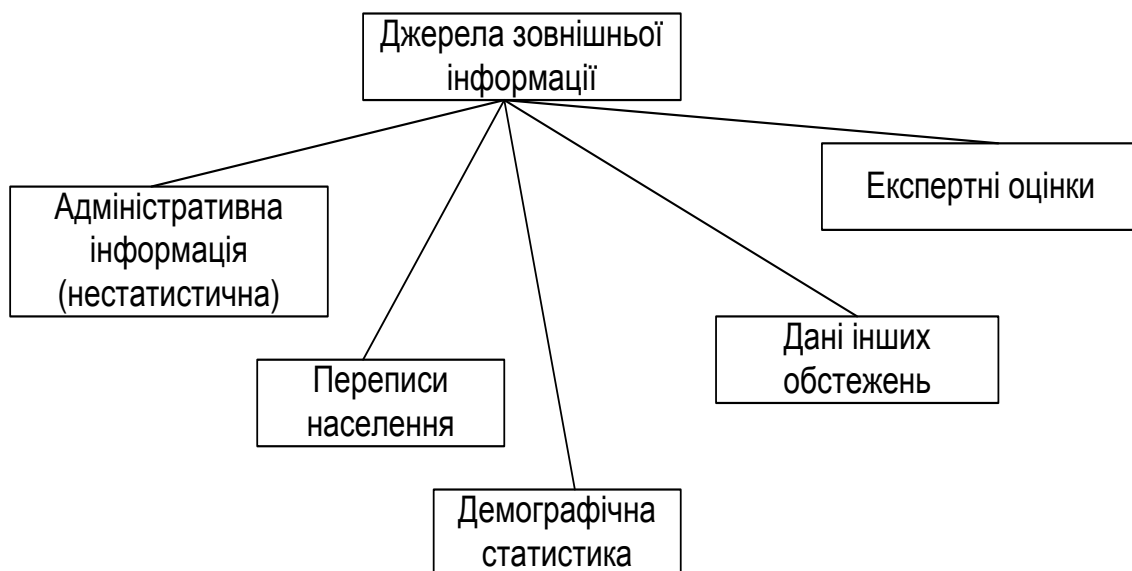 Джерела зовнішньої
інформації
Експертні оцінки
Адміністративна
інформація
(нестатистична)
Дані інших
обстежень
Переписи
населення
Демографічна
статистика